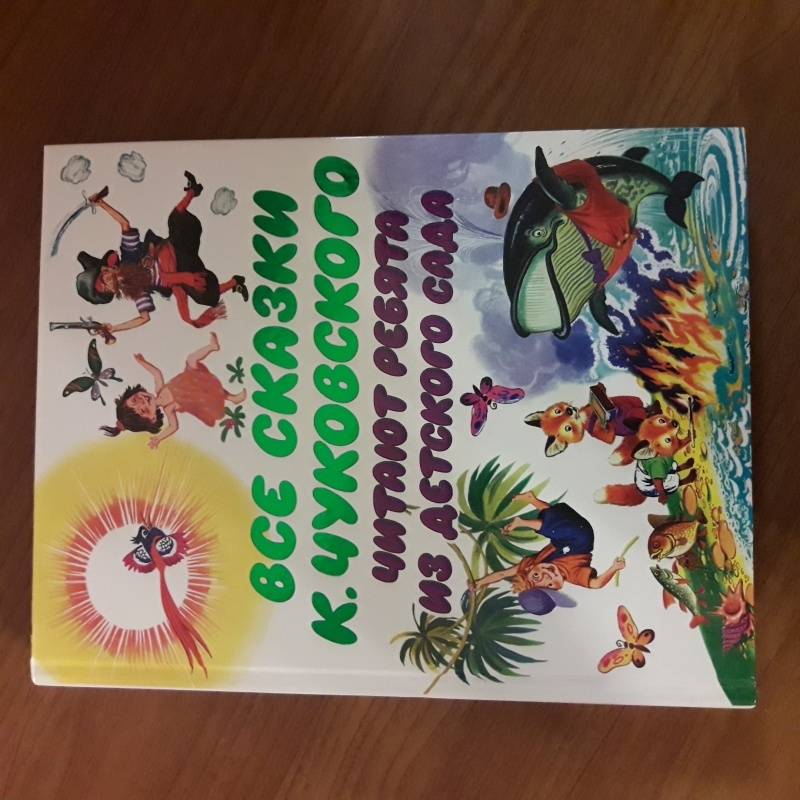 ВСЕ СКАЗКИ
К. ЧУКОВСКОГО
ЧИТАЮТ РЕБЯТА
ИЗ ДЕТСКОГО САДА